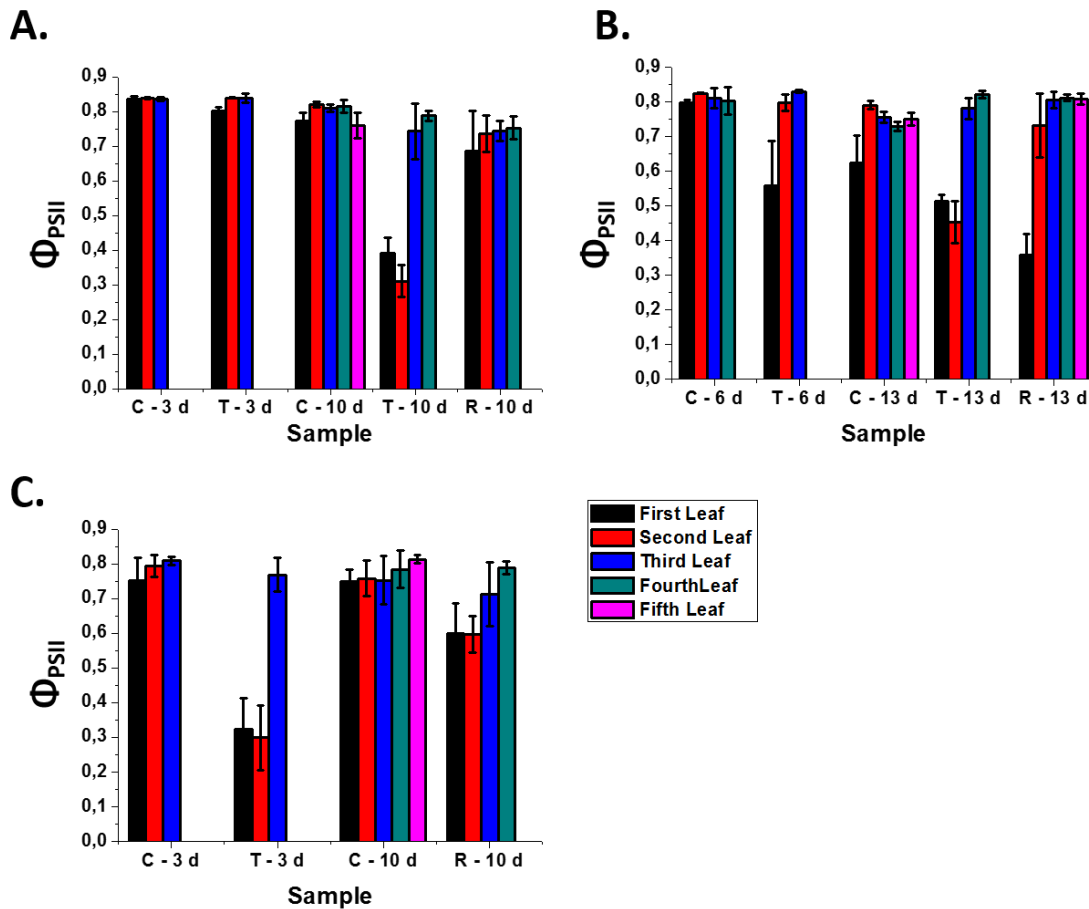 A.
0,9
0,8
0,7
0,6
0,5
0,4
0,3
0,2
0,1
0,0
ΦPSII
C - 3 d T - 3 d C - 10 d T - 10 d R - 10 d
Sample
B.
0,9
0,8
0,7
0,6
0,5
0,4
0,3
0,2
0,1
0,0
ΦPSII
C - 6 d T - 6 d C - 13 d T - 13 d R - 13 d
Sample
C.
0,9
0,8
0,7
0,6
0,5
0,4
0,3
0,2
0,1
0,0
ΦPSII
C - 3 d T - 3 d C - 10 d R - 10 d
Sample
First Leaf
Second Leaf
Third Leaf
FourthLeaf
Fifth Leaf